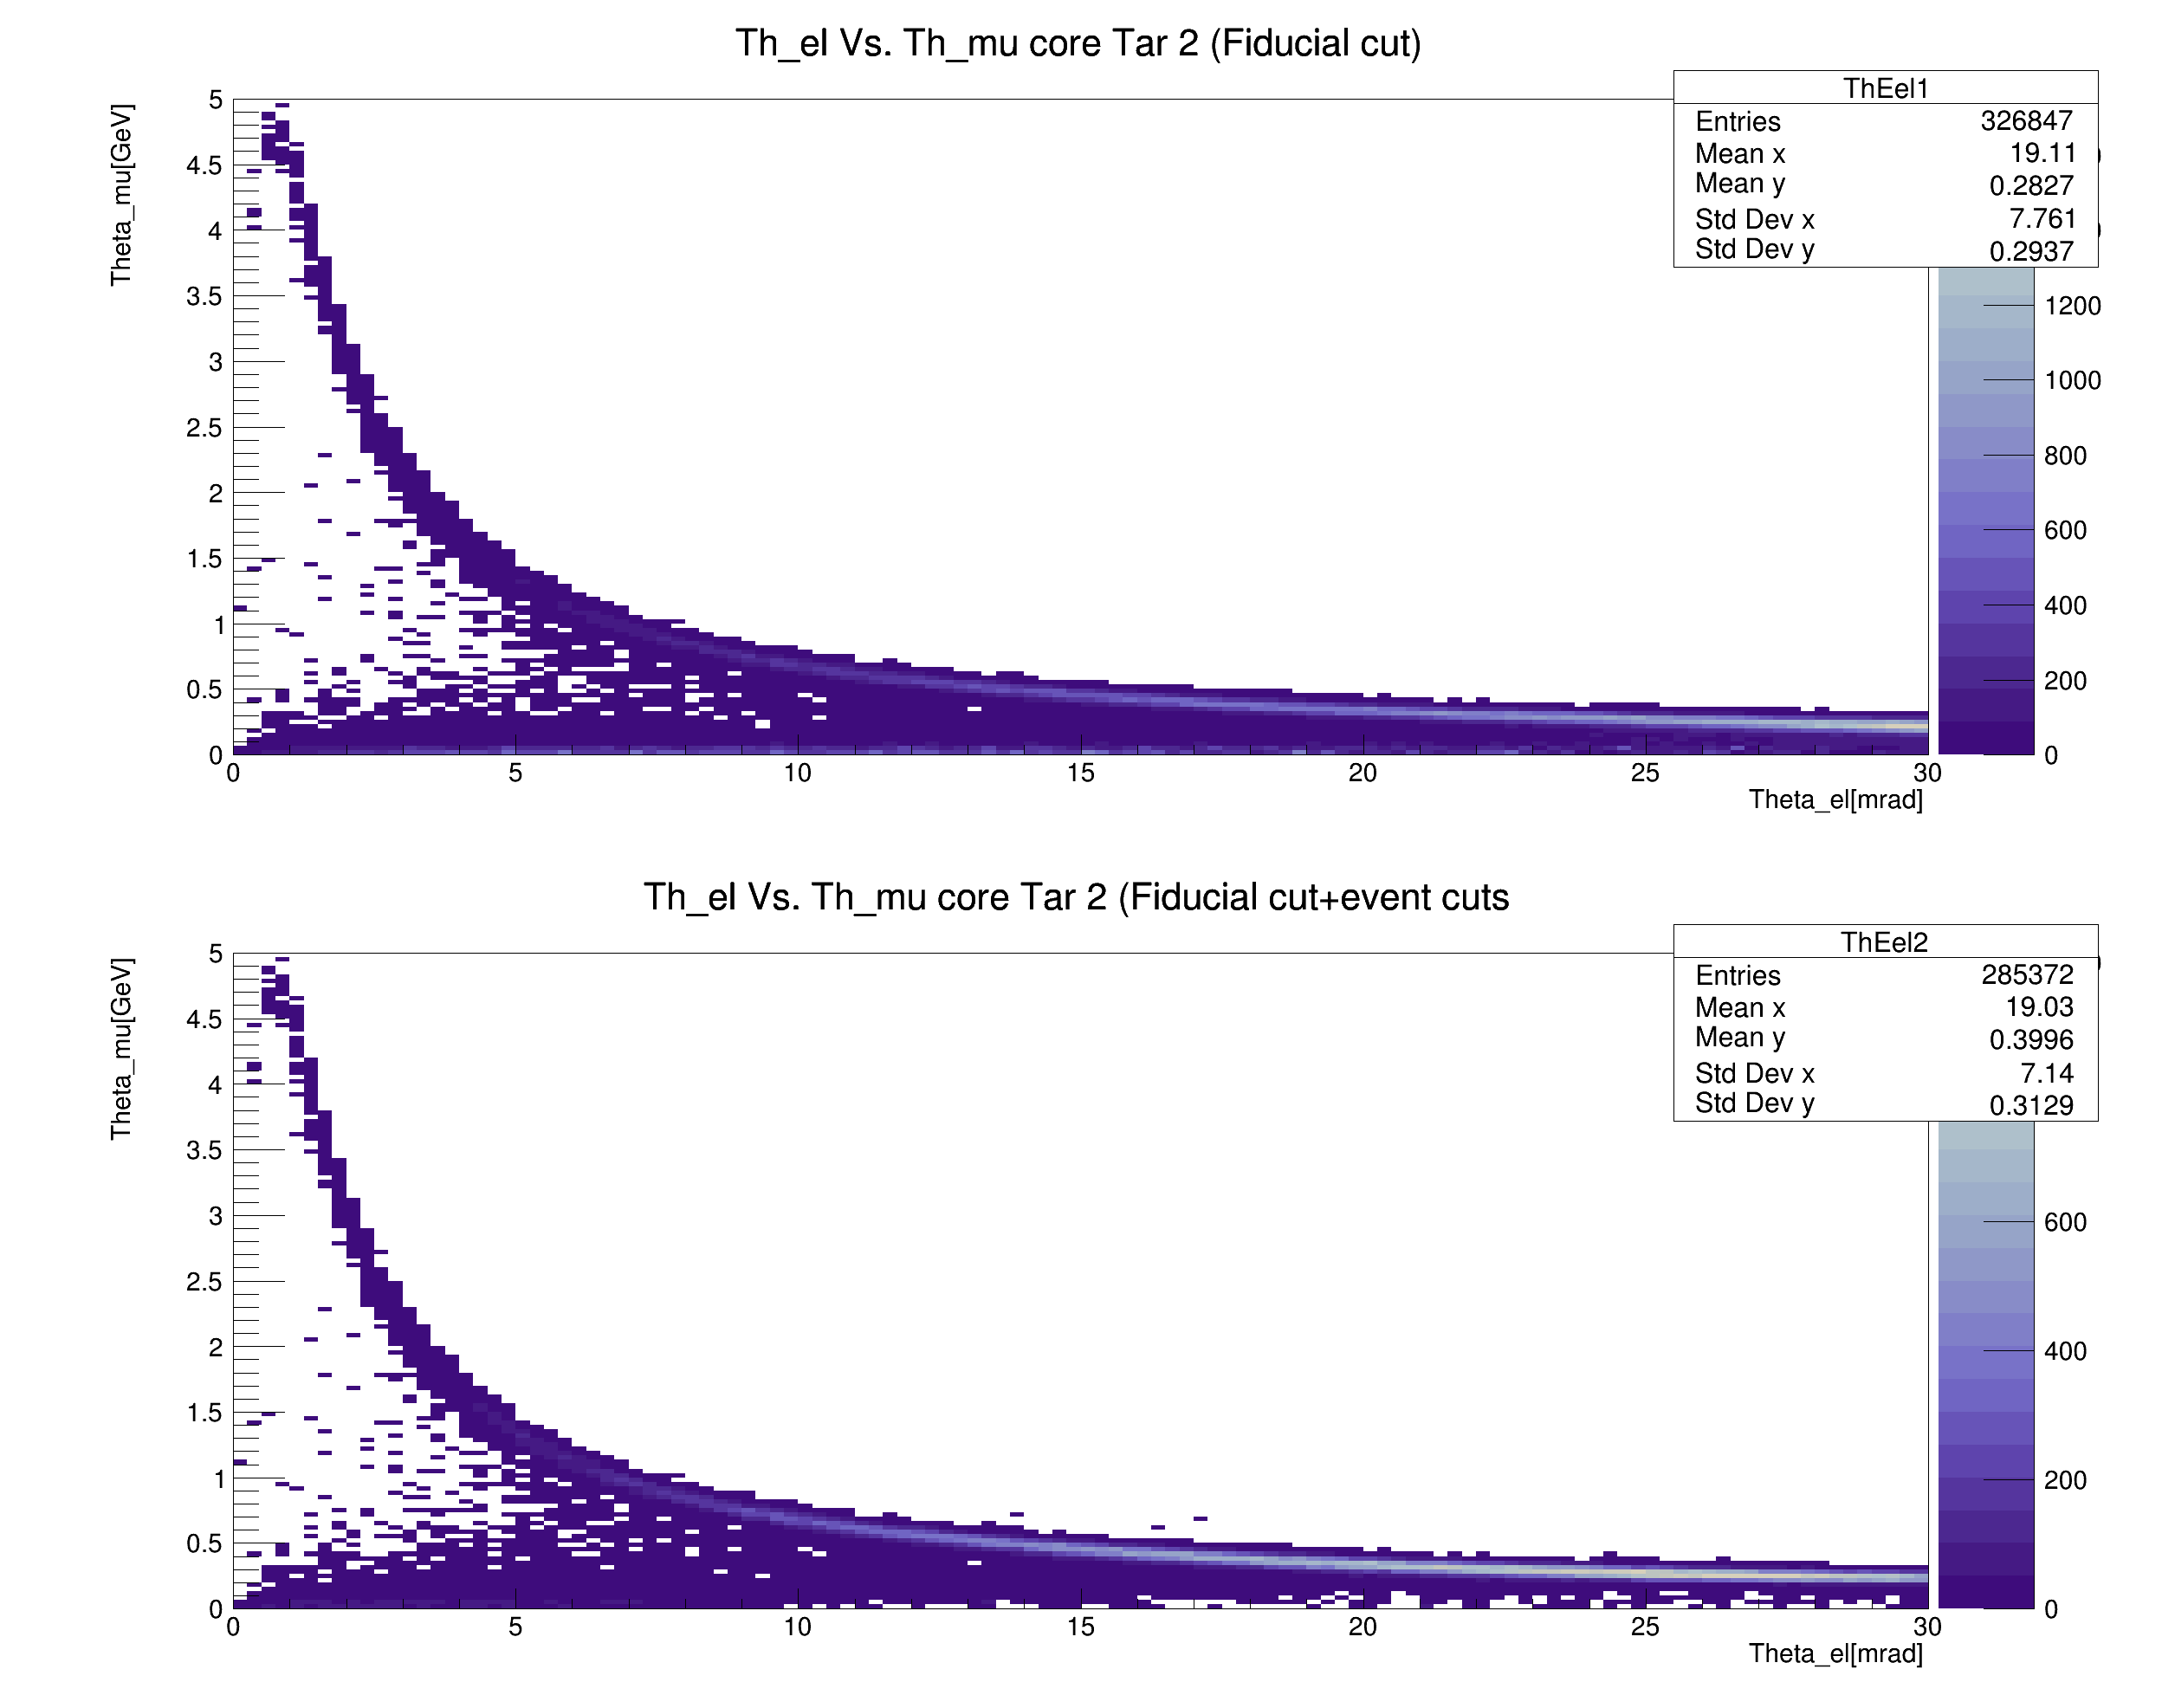 Th_el Vs. Th_mu core Tar 2 (Fiducial cut)
ThEel1
Entries 326847
Mean x 19.11
Mean y 0.2827
Std Dev x 7.761
Std Dev y 0.2937
Theta_mu[GeV]
5
4.5
4
3.5
3
2.5
2
1.5
1
0.5
0
0 5 10 15 20 25 30
Theta_el[mrad]
1200
1000
800
600
400
200
0
Th_el Vs. Th_mu core Tar 2 (Fiducial cut+event cuts
ThEel2
Entries 285372
Mean x 19.03
Mean y 0.3996
Std Dev x 7.14
Std Dev y 0.3129
Theta_mu[GeV]
5
4.5
4
3.5
3
2.5
2
1.5
1
0.5
0
0 5 10 15 20 25 30
Theta_el[mrad]
600
400
200
0